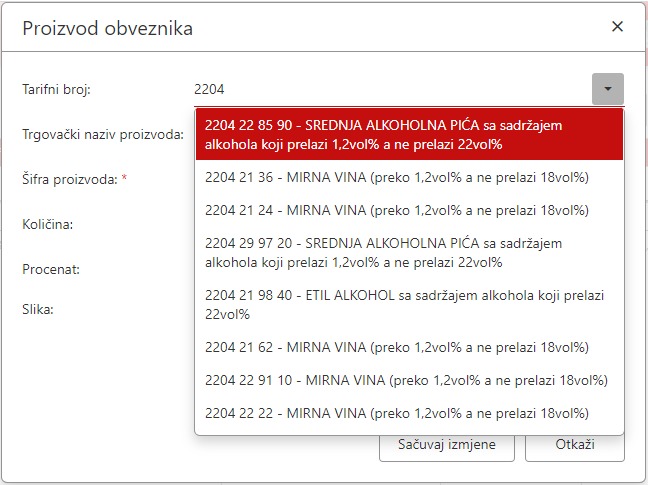 Proizvod obveznika
Tarifni broj:
2204
Trgovački naziv proizvoda:
2204 22 85 90 - SREDNJA ALKOHOLNA PIĆA sa sadržajem
alkohola koji prelazi 1,2vol% a ne prelazi 22vol%
Šifra proizvoda: *
2204 21 36 - MIRNA VINA (preko 1,2vol% a ne prelazi 18vol%)
2204 21 24 - MIRNA VINA (preko 1,2vol% a ne prelazi 18vol%)
Količina:
2204 29 97 20 - SREDNJA ALKOHOLNA PIĆA sa sadržajem
alkohola koji prelazi 1,2vol% a ne prelazi 22vol%
Procenat:
2204 21 98 40 - ETIL ALKOHOL sa sadržajem alkohola koji prelazi
22vol%
Slika:
2204 21 62 - MIRNA VINA (preko 1,2vol% a ne prelazi 18vol%)
2204 22 91 10 - MIRNA VINA (preko 1,2vol% a ne prelazi 18vol%)
2204 22 22 - MIRNA VINA (preko 1,2vol% a ne prelazi 18vol%)
Sačuvaj izmjene
Otkaži